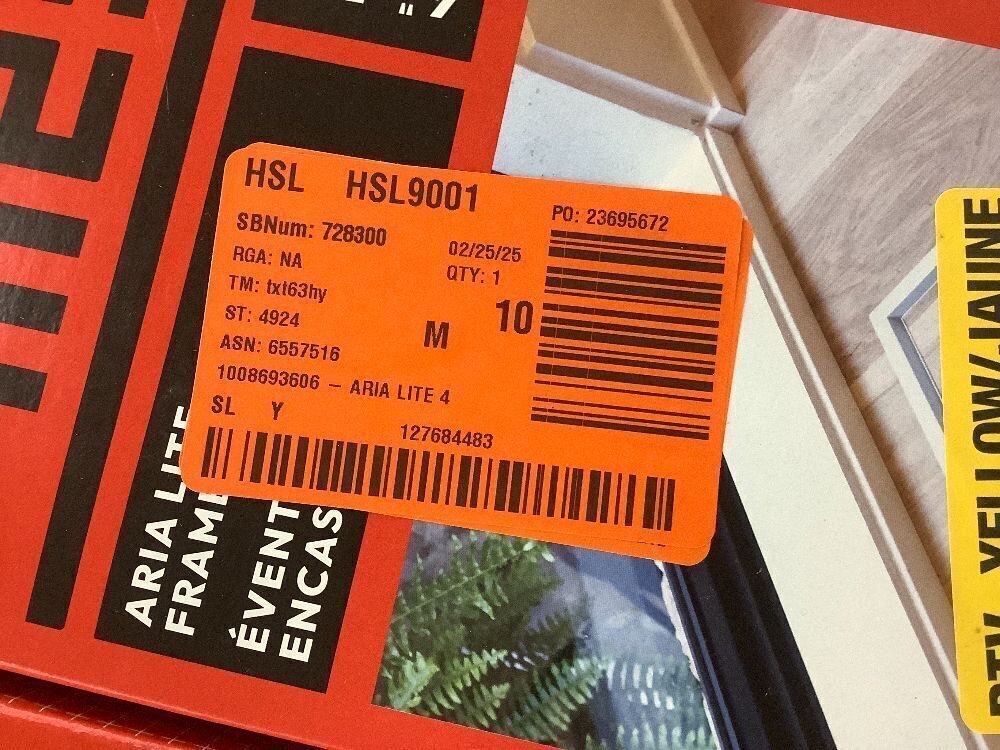 HSL HSL9001
SBNum: 728300
02/25/25
RGA: NA
QTY: 1
TM: txt63hy
ST: 4924
M
10
ASN: 6557516
1008693606 – ARIA LITE 4
SL Y
127684483
PO: 23695672
ARIA LITE
FRAME
ÉVENT
ENCAS
YELLOW/JAUNE